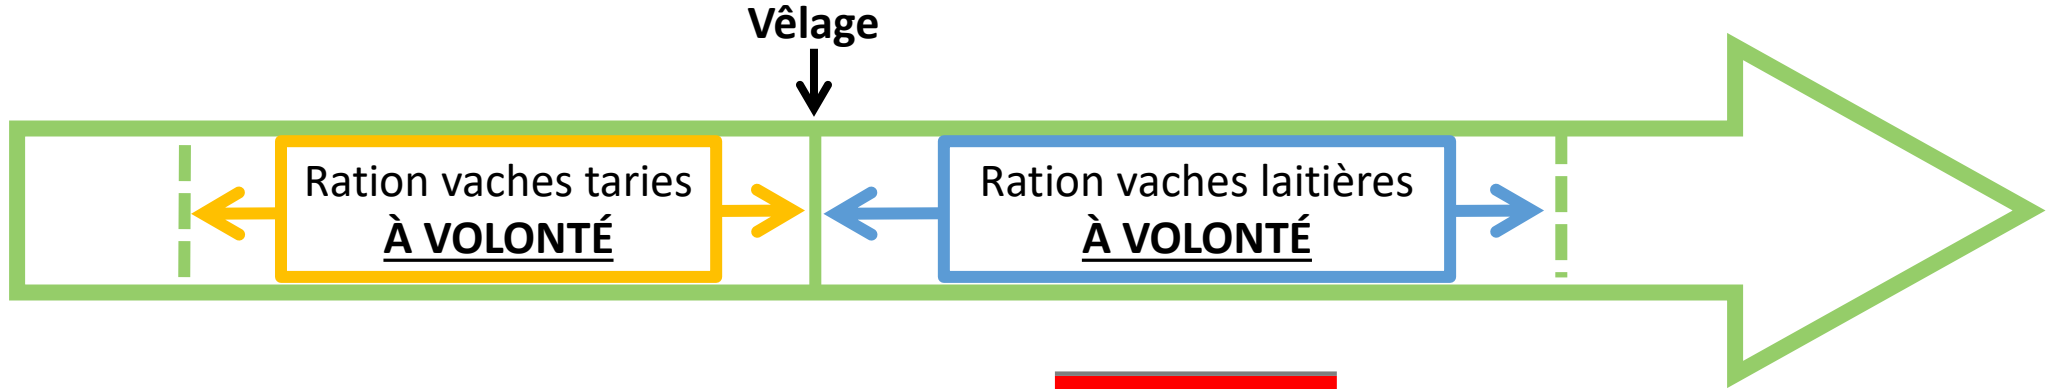 Vêlage
Ration vaches taries
À VOLONTÉ
Ration vaches laitières
À VOLONTÉ